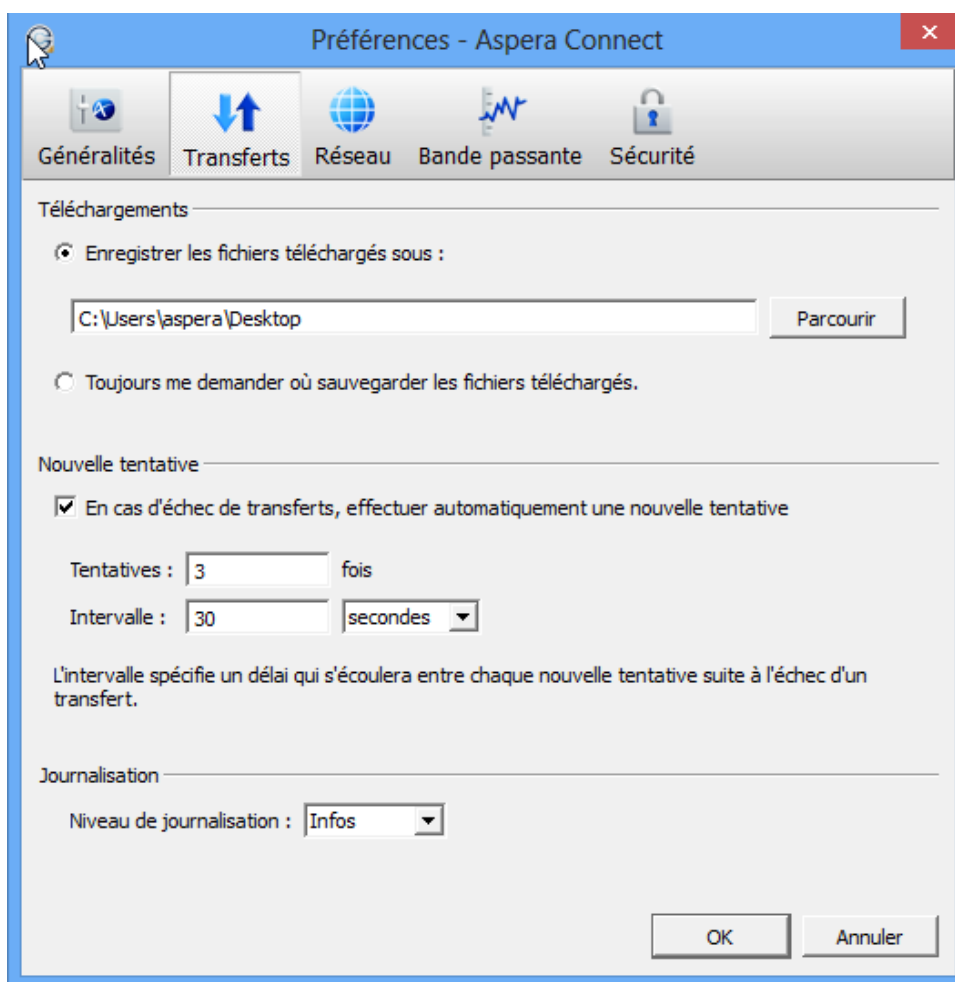 Préférences - Aspera Connect
Généralités Transferts Réseau Bande passante Sécurité
Téléchargements
Enregistrer les fichiers téléchargés sous :
C:\Users\aspera\Desktop Parcourir
Toujours me demander où sauvegarder les fichiers téléchargés.
Nouvelle tentative
En cas d'échec de transferts, effectuer automatiquement une nouvelle tentative
Tentatives : 3 fois
Intervalle : 30 secondes
L'intervalle spécifie un délai qui s'écoulera entre chaque nouvelle tentative suite à l'échec d'un
transfert.
Journalisation
Niveau de journalisation : Infos
OK Annuler